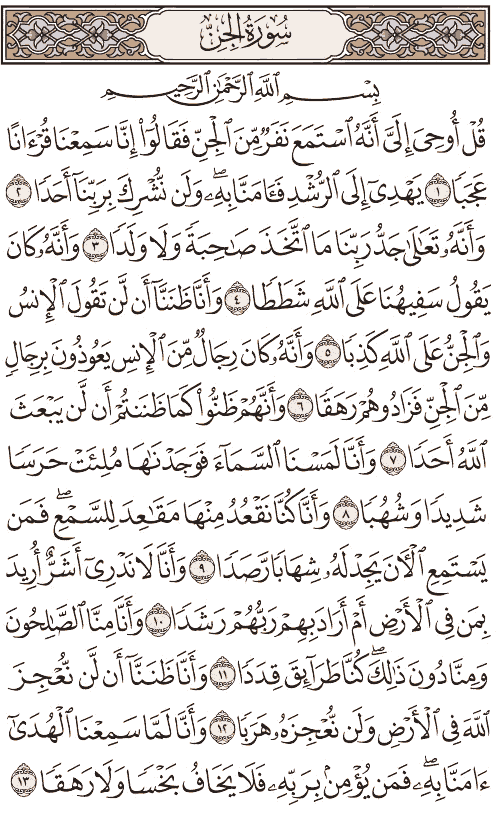 سُورَةُ الجِنّ
بِسْمِ ٱللَّهِ ٱلرَّحْمَٰنِ ٱلرَّحِيمِ
قُلْ أُوحِىَ إِلَىَّ أَنَّهُ ٱسْتَمَعَ نَفَرٌ مِّنَ ٱلْجِنِّ فَقَالُوٓا۟ إِنَّا سَمِعْنَا قُرْءَانًا
عَجَبًا ١ يَهْدِىٓ إِلَى ٱلرُّشْدِ فَـَٔامَنَّا بِهِۦ ۖ وَلَن نُّشْرِكَ بِرَبِّنَآ أَحَدًا ٢
وَأَنَّهُۥ تَعَٰلَىٰ جَدُّ رَبِّنَا مَا ٱتَّخَذَ صَٰحِبَةً وَلَا وَلَدًا ٣ وَأَنَّهُۥ كَانَ
يَقُولُ سَفِيهُنَا عَلَى ٱللَّهِ شَطَطًا ٤ وَأَنَّا ظَنَنَّآ أَن لَّن تَقُولَ ٱلْإِنسُ
وَٱلْجِنُّ عَلَى ٱللَّهِ كَذِبًا ٥ وَأَنَّهُۥ كَانَ رِجَالٌ مِّنَ ٱلْإِنسِ يَعُوذُونَ بِرِجَالٍ
مِّنَ ٱلْجِنِّ فَزَادُوهُمْ رَهَقًا ٦ وَأَنَّهُمْ ظَنُّوا۟ كَمَا ظَنَنتُمْ أَن لَّن يَبْعَثَ
ٱللَّهُ أَحَدًا ٧ وَأَنَّا لَمَسْنَا ٱلسَّمَآءَ فَوَجَدْنَٰهَا مُلِئَتْ حَرَسًا
شَدِيدًا وَشُهُبًا ٨ وَأَنَّا كُنَّا نَقْعُدُ مِنْهَا مَقَٰعِدَ لِلسَّمْعِ ۖ فَمَن
يَسْتَمِعِ ٱلْـَٔانَ يَجِدْ لَهُۥ شِهَابًا رَّصَدًا ٩ وَأَنَّا لَا نَدْرِىٓ أَشَرٌّ أُرِيدَ
بِمَن فِى ٱلْأَرْضِ أَمْ أَرَادَ بِهِمْ رَبُّهُمْ رَشَدًا ١٠ وَأَنَّا مِنَّا ٱلصَّٰلِحُونَ
وَمِنَّا دُونَ ذَٰلِكَ ۖ كُنَّا طَرَآئِقَ قِدَدًا ١١ وَأَنَّا ظَنَنَّآ أَن لَّن نُّعْجِزَ
ٱللَّهَ فِى ٱلْأَرْضِ وَلَن نُّعْجِزَهُۥ هَرَبًا ١٢ وَأَنَّا لَمَّا سَمِعْنَا ٱلْهُدَىٰٓ
ءَامَنَّا بِهِۦ ۖ فَمَن يُؤْمِنۢ بِرَبِّهِۦ فَلَا يَخَافُ بَخْسًا وَلَا رَهَقًا ١٣